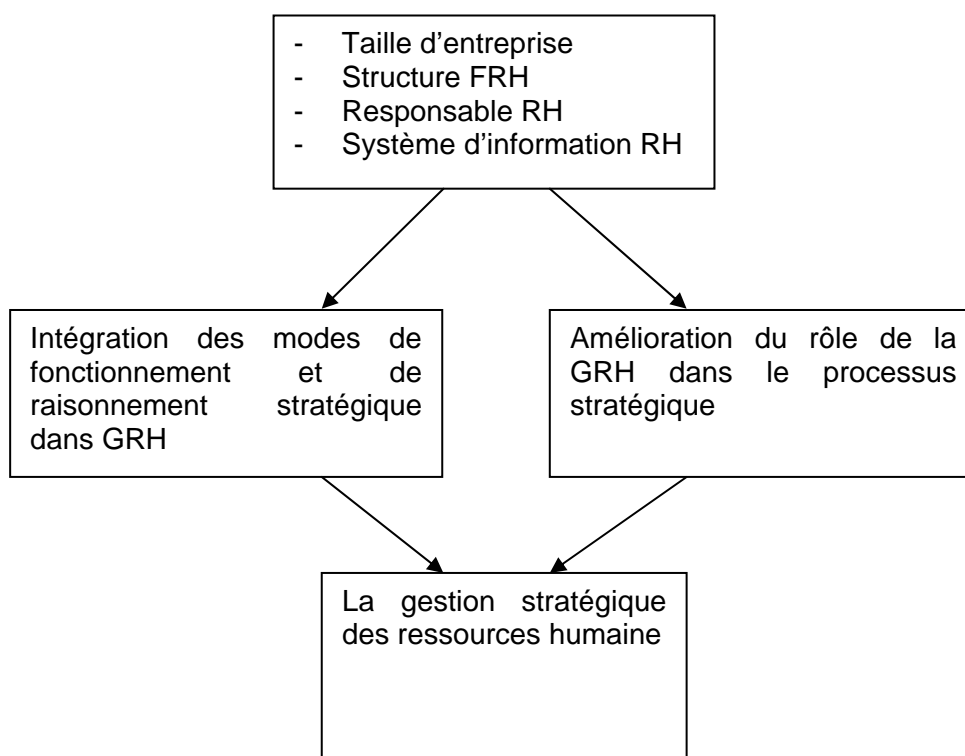 - Taille d’entreprise
- Structure FRH
- Responsable RH
- Système d’information RH
Intégration des modes de
fonctionnement et de
raisonnement stratégique
dans GRH
Amélioration du rôle de la
GRH dans le processus
stratégique
La gestion stratégique
des ressources humaine